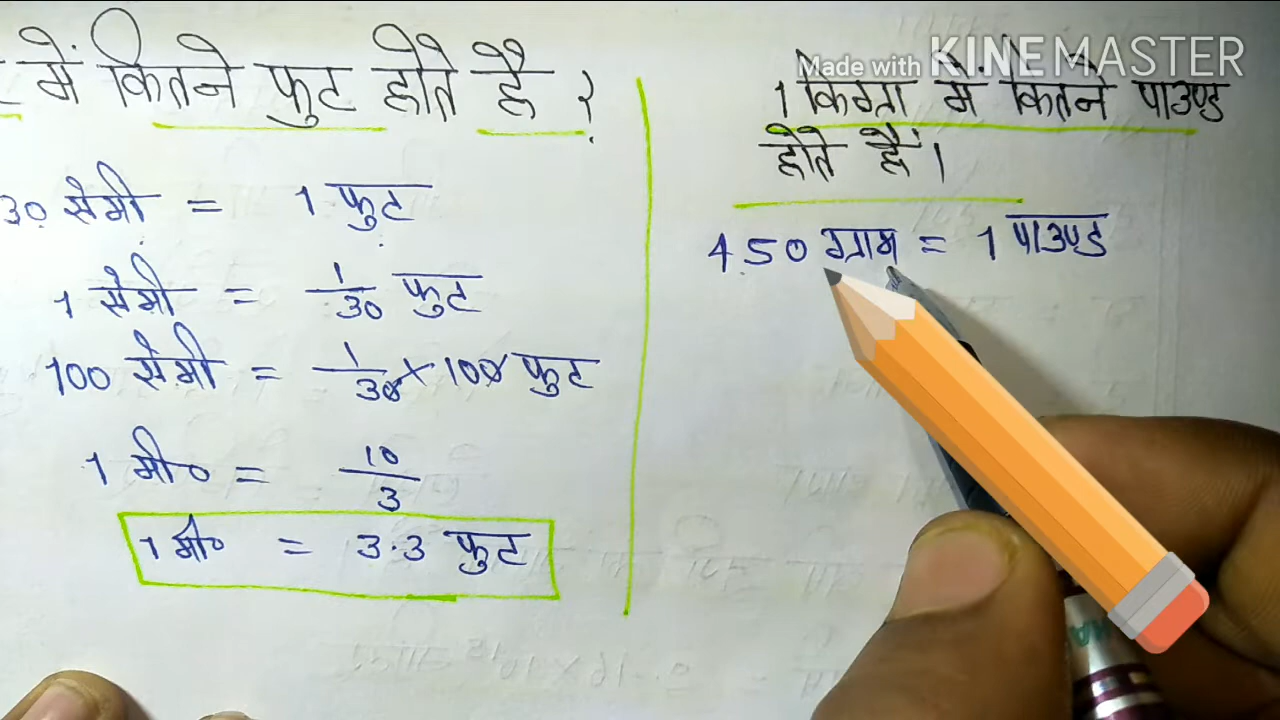 में कितने फुट होते है ?
30 सेमी = 1 फुट
1 सेमी = 1/30 फुट
100 सेमी = 1/30 × 100 फुट
1 मी० = 10/3
1 मी० = 3.3 फुट
Made with KINEMASTER
1 किग्रा में कितने पाउण्ड
होते हैं।
450 ग्राम = 1 पाउण्ड